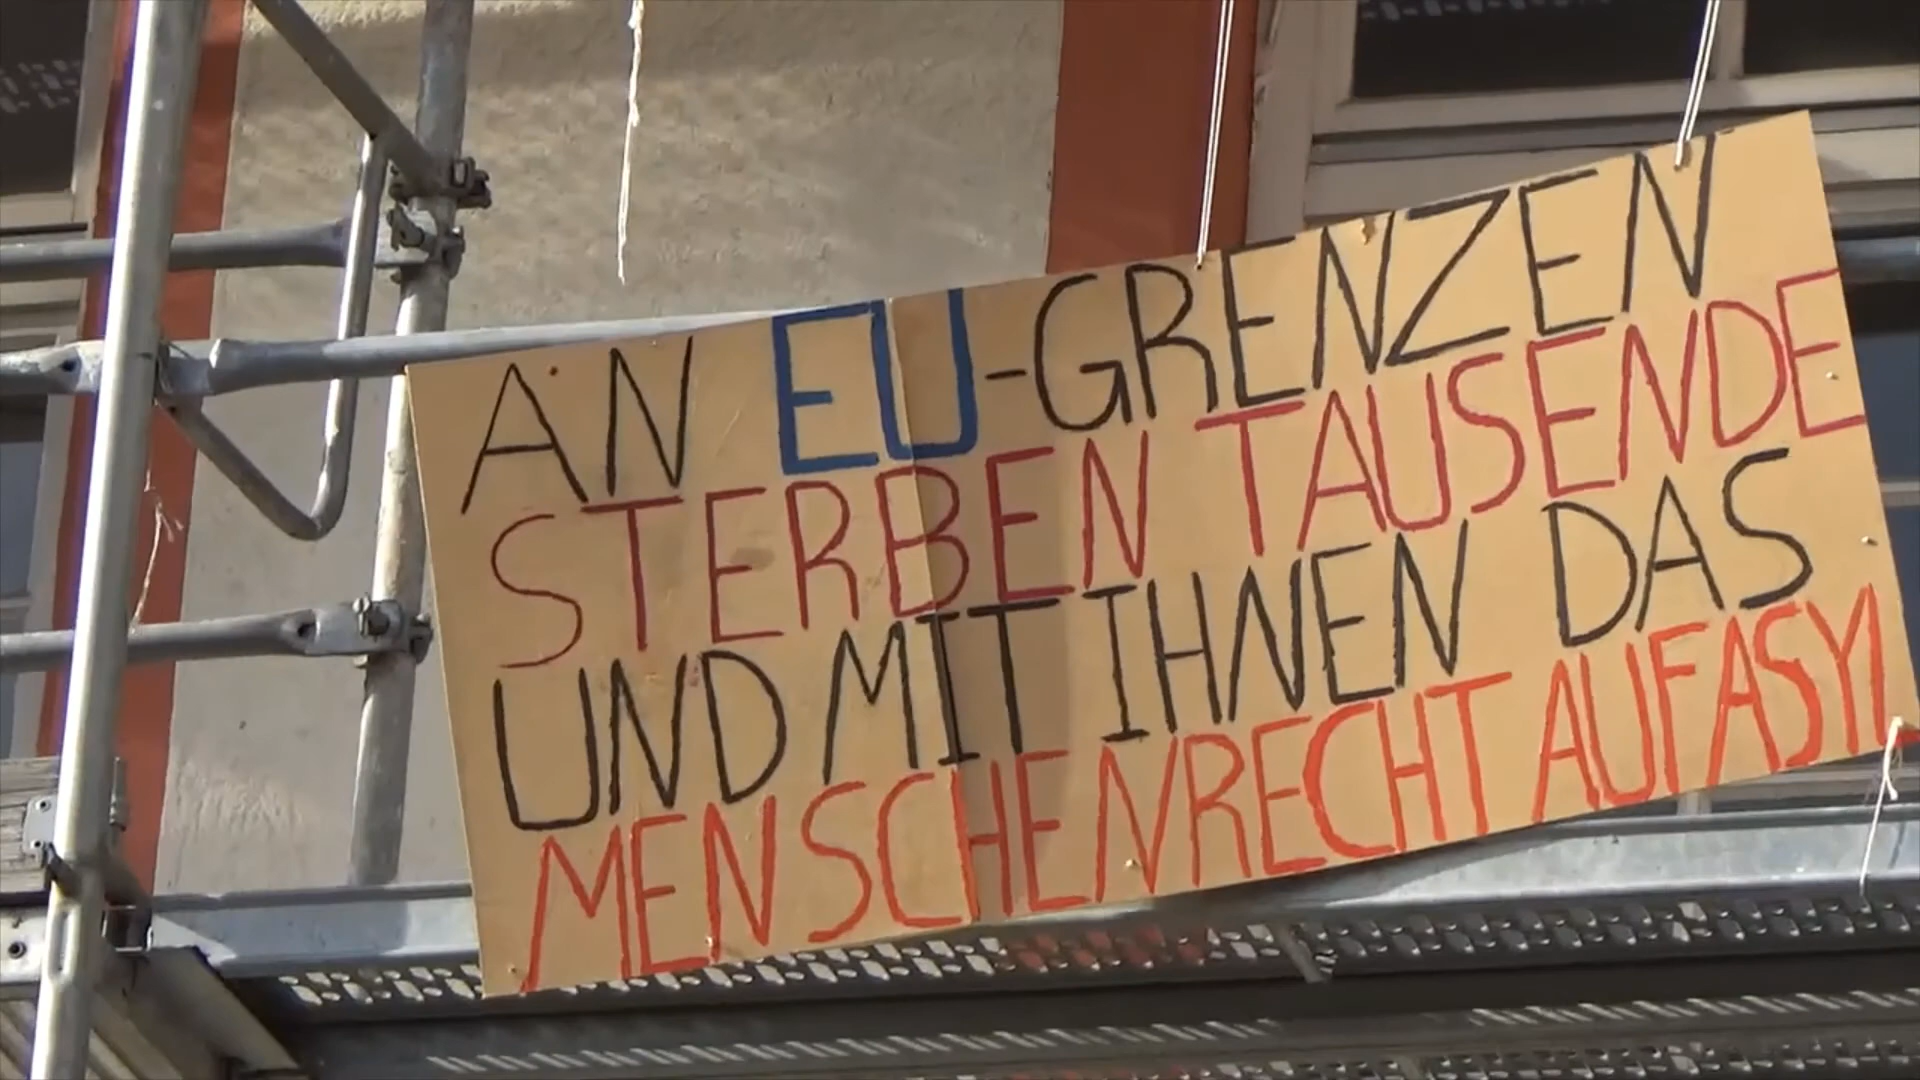 AN EU-GRENZEN
STERBEN TAUSENDE
UND MIT IHNEN DAS
MENSCHENRECHT AUF ASYL